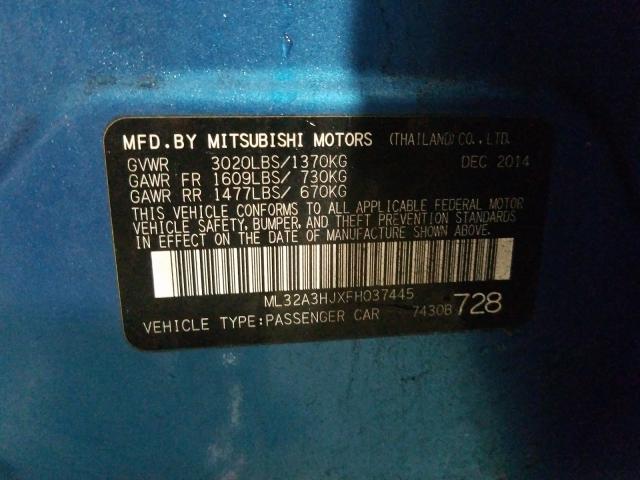 MFD.BY MITSUBISHI MOTORS (THAILAND)CO.,LTD.
GVWR 3020LBS/1370KG DEC 2014
GAWR FR 1609LBS/ 730KG
GAWR RR 1477LBS/ 670KG
THIS VEHICLE CONFORMS TO ALL APPLICABLE FEDERAL MOTOR
VEHICLE SAFETY, BUMPER, AND THEFT PREVENTION STANDARDS
IN EFFECT ON THE DATE OF MANUFACTURE SHOWN ABOVE.
ML32A3HJXFH037445
VEHICLE TYPE:PASSENGER CAR 7430B 728